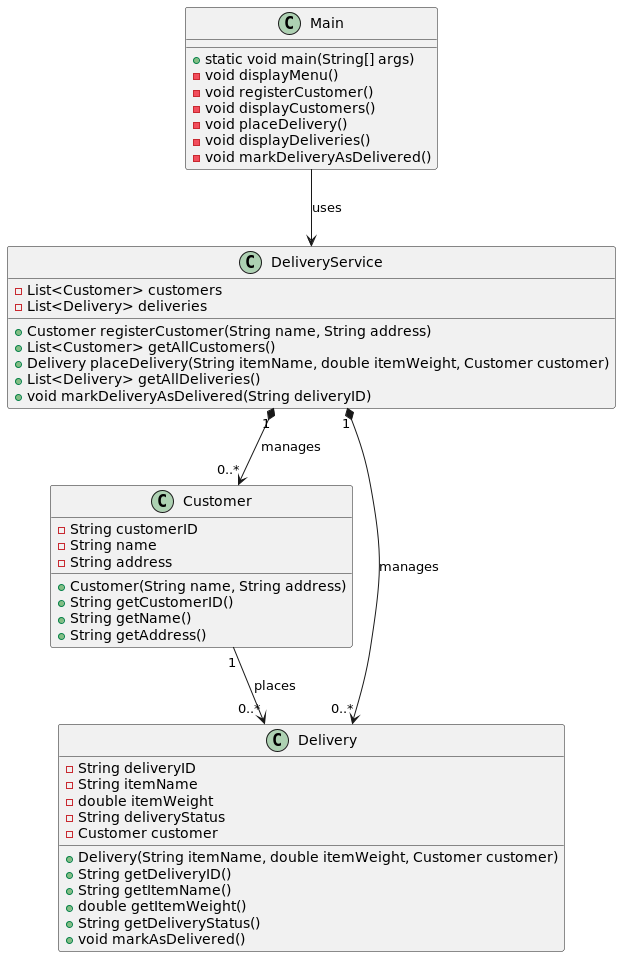 C Main
static void main(String[] args)
void displayMenu()
void registerCustomer()
void displayCustomers()
void placeDelivery()
void displayDeliveries()
void markDeliveryAsDelivered()
uses
C DeliveryService
List<Customer> customers
List<Delivery> deliveries
Customer registerCustomer(String name, String address)
List<Customer> getAllCustomers()
Delivery placeDelivery(String itemName, double itemWeight, Customer customer)
List<Delivery> getAllDeliveries()
void markDeliveryAsDelivered(String deliveryID)
1
1
manages
0..*
C Customer
String customerID
String name
String address
Customer(String name, String address)
String getCustomerID()
String getName()
String getAddress()
manages
1
places
0..*
0..*
C Delivery
String deliveryID
String itemName
double itemWeight
String deliveryStatus
Customer customer
Delivery(String itemName, double itemWeight, Customer customer)
String getDeliveryID()
String getItemName()
double getItemWeight()
String getDeliveryStatus()
void markAsDelivered()